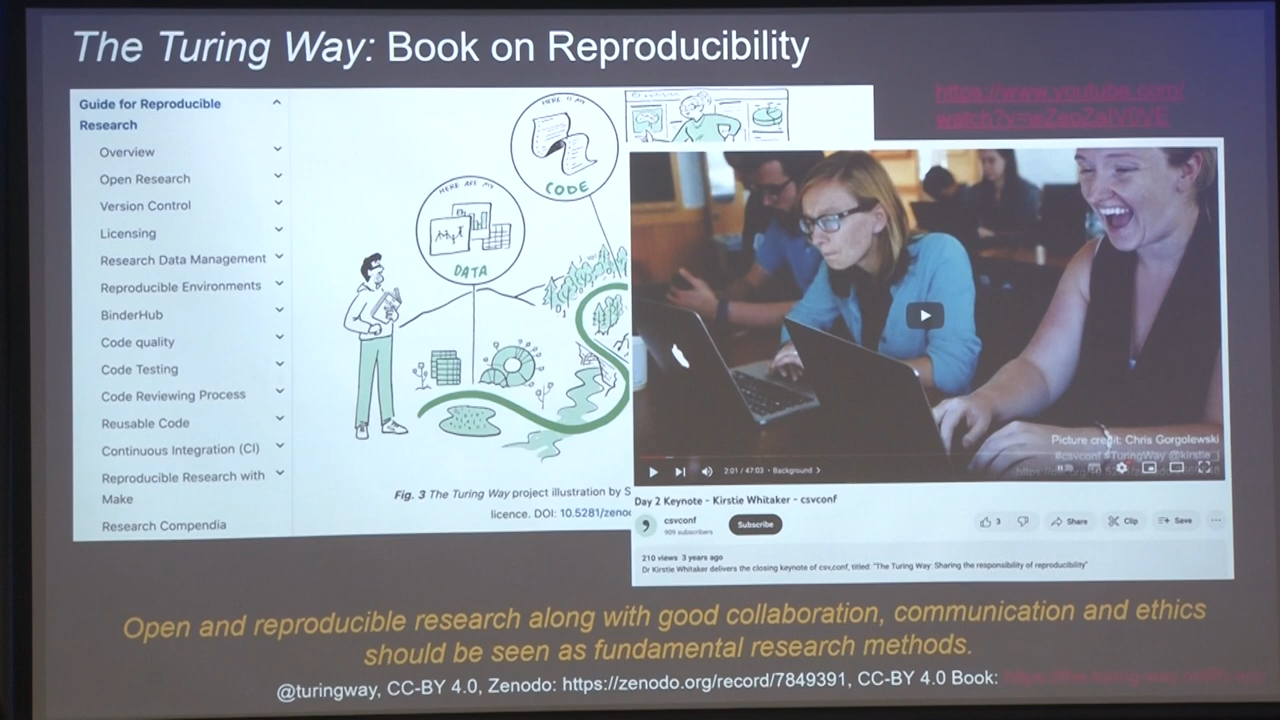 The Turing Way: Book on Reproducibility
Guide for Reproducible
Research
Overview
Open Research
Version Control
Licensing
Research Data Management
Reproducible Environments
BinderHub
Code quality
Code Testing
Code Reviewing Process
Reusable Code
Continuous Integration (CI)
Reproducible Research with
Make
Research Compendia
HERE IS MY
CODE
HERE ARE MY
DATA
Fig. 3 The Turing Way project illustration by S
licence. DOI: 10.5281/zeno
https://www.youtube.com/
Picture credit: Chris Gorgolewski
#csvconf #TuringWay @kirstie_j
2:01 / 47:03 • Background >
Day 2 Keynote - Kirstie Whitaker - csvconf
csvconf
909 subscribers
Subscribe
3
Share
Clip
Save
210 views 3 years ago
Dr Kirstie Whitaker delivers the closing keynote of csv,conf, titled: "The Turing Way: Sharing the responsibility of reproducibility"
Open and reproducible research along with good collaboration, communication and ethics
should be seen as fundamental research methods.
@turingway, CC-BY 4.0, Zenodo: https://zenodo.org/record/7849391, CC-BY 4.0 Book: